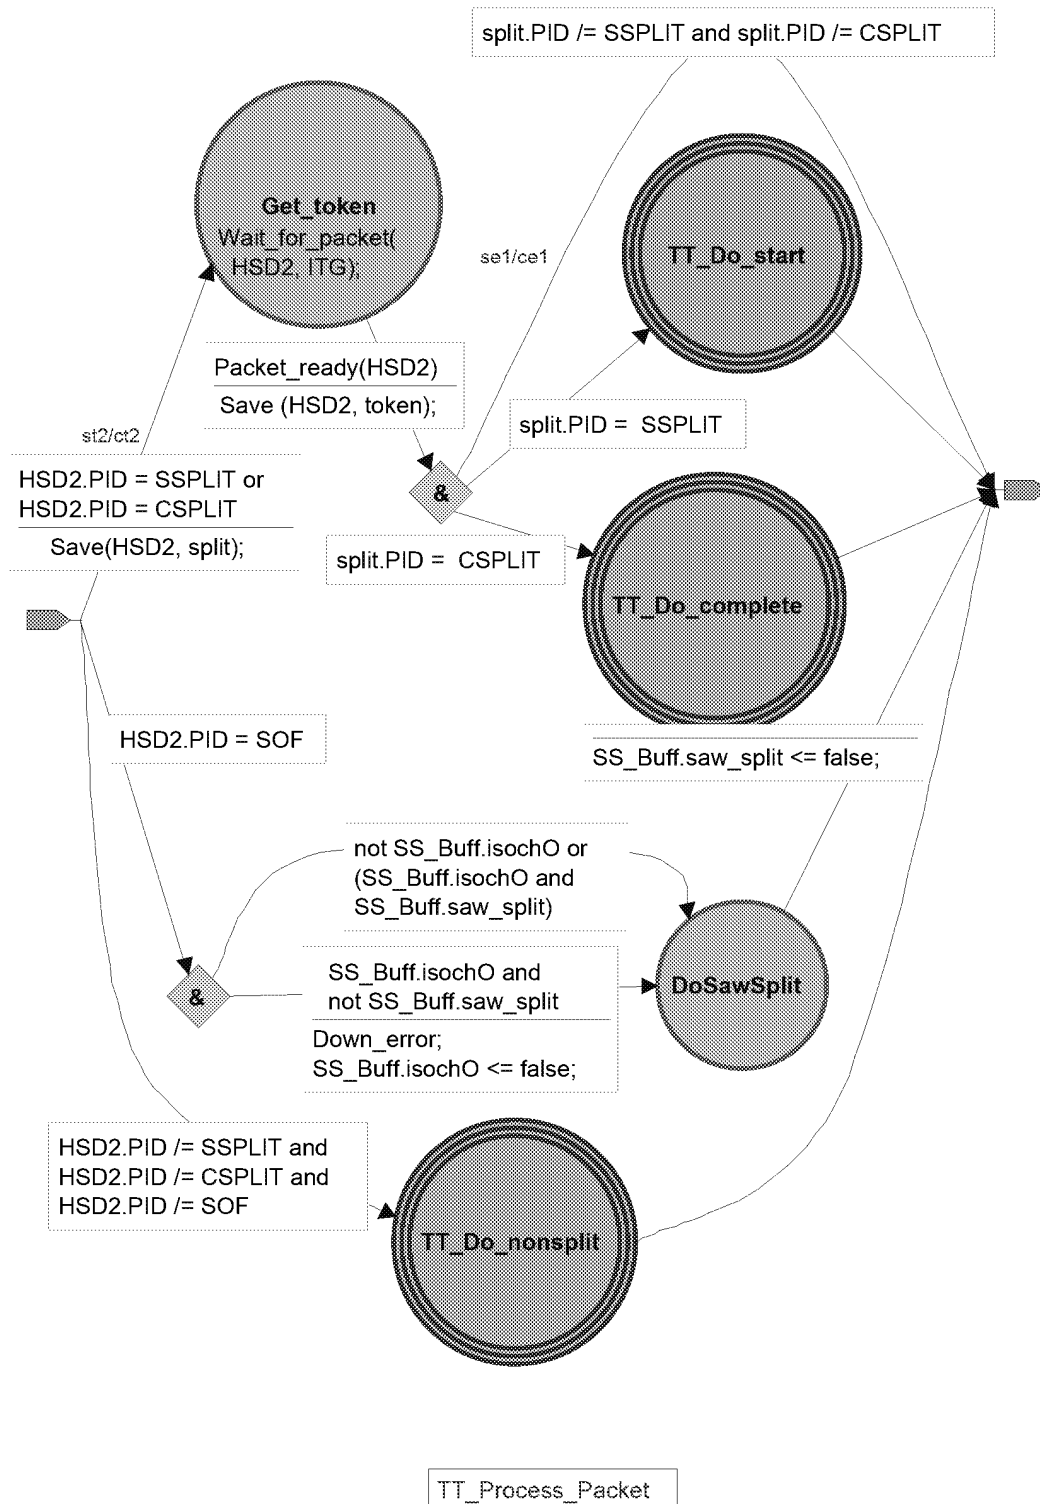 split.PID /= SSPLIT and split.PID /= CSPLIT
Get_token
Wait_for_packet(
HSD2, ITG);
TT_Do_start
se1/ce1
Packet_ready(HSD2)
Save (HSD2, token);
split.PID = SSPLIT
st2/ct2
HSD2.PID = SSPLIT or
HSD2.PID = CSPLIT
Save(HSD2, split);
&
split.PID = CSPLIT
TT_Do_complete
HSD2.PID = SOF
SS_Buff.saw_split <= false;
not SS_Buff.isochO or
(SS_Buff.isochO and
SS_Buff.saw_split)
&
SS_Buff.isochO and
not SS_Buff.saw_split
Down_error;
SS_Buff.isochO <= false;
DoSawSplit
HSD2.PID /= SSPLIT and
HSD2.PID /= CSPLIT and
HSD2.PID /= SOF
TT_Do_nonsplit
TT_Process_Packet